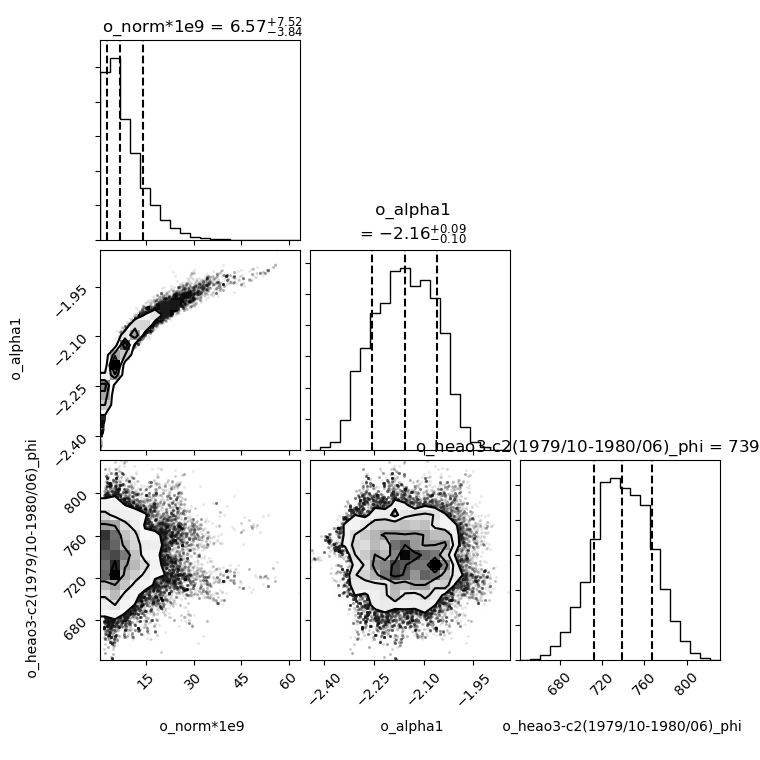 o_norm*1e9 = 6.57+7.52−3.84
o_alpha1
= −2.16+0.09−0.10
o_alpha1
−1.95
−2.10
−2.25
−2.40
o_heao3-c2(1979/10-1980/06)_phi = 739
o_heao3-c2(1979/10-1980/06)_phi
800
760
720
680
15 30 45 60
−2.40 −2.25 −2.10 −1.95
680 720 760 800
o_norm*1e9
o_alpha1
o_heao3-c2(1979/10-1980/06)_phi